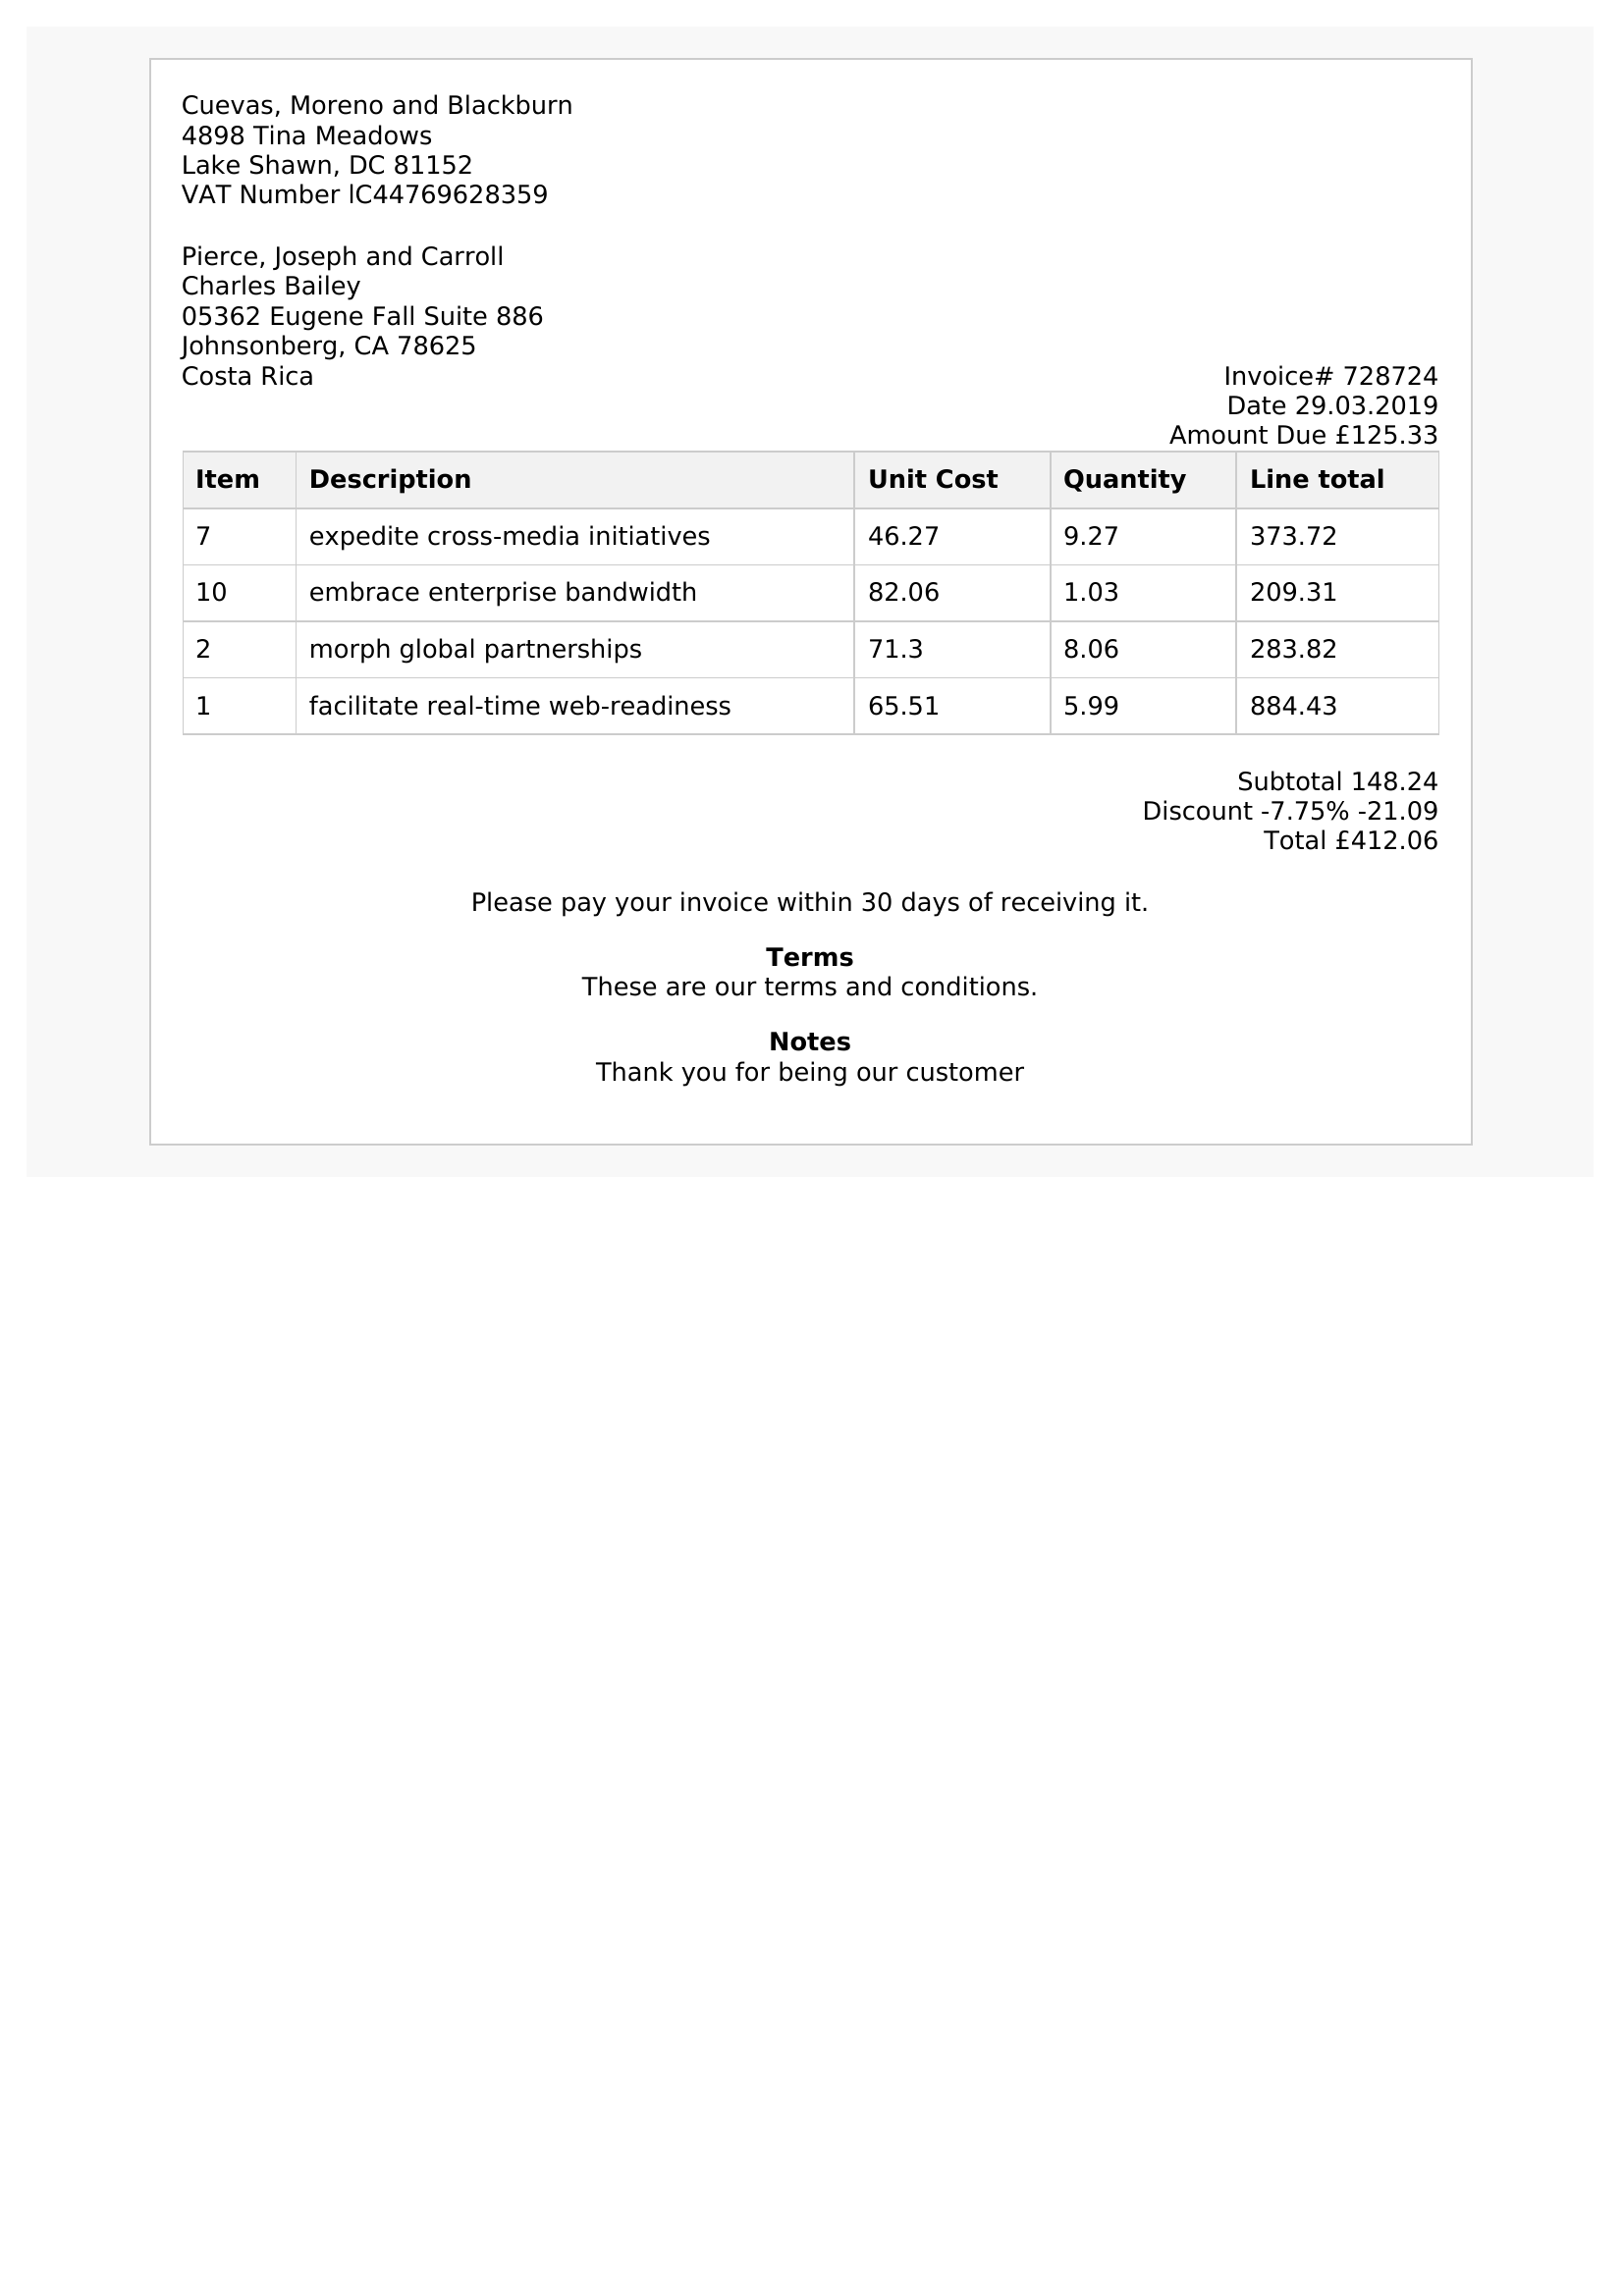 Cuevas, Moreno and Blackburn
4898 Tina Meadows
Lake Shawn, DC 81152
VAT Number lC44769628359
Pierce, Joseph and Carroll
Charles Bailey
05362 Eugene Fall Suite 886
Johnsonberg, CA 78625
Costa Rica
Invoice# 728724
Date 29.03.2019
Amount Due £125.33
Item Description Unit Cost Quantity Line total
7 expedite cross-media initiatives 46.27 9.27 373.72
10 embrace enterprise bandwidth 82.06 1.03 209.31
2 morph global partnerships 71.3 8.06 283.82
1 facilitate real-time web-readiness 65.51 5.99 884.43
Subtotal 148.24
Discount -7.75% -21.09
Total £412.06
Please pay your invoice within 30 days of receiving it.
Terms
These are our terms and conditions.
Notes
Thank you for being our customer